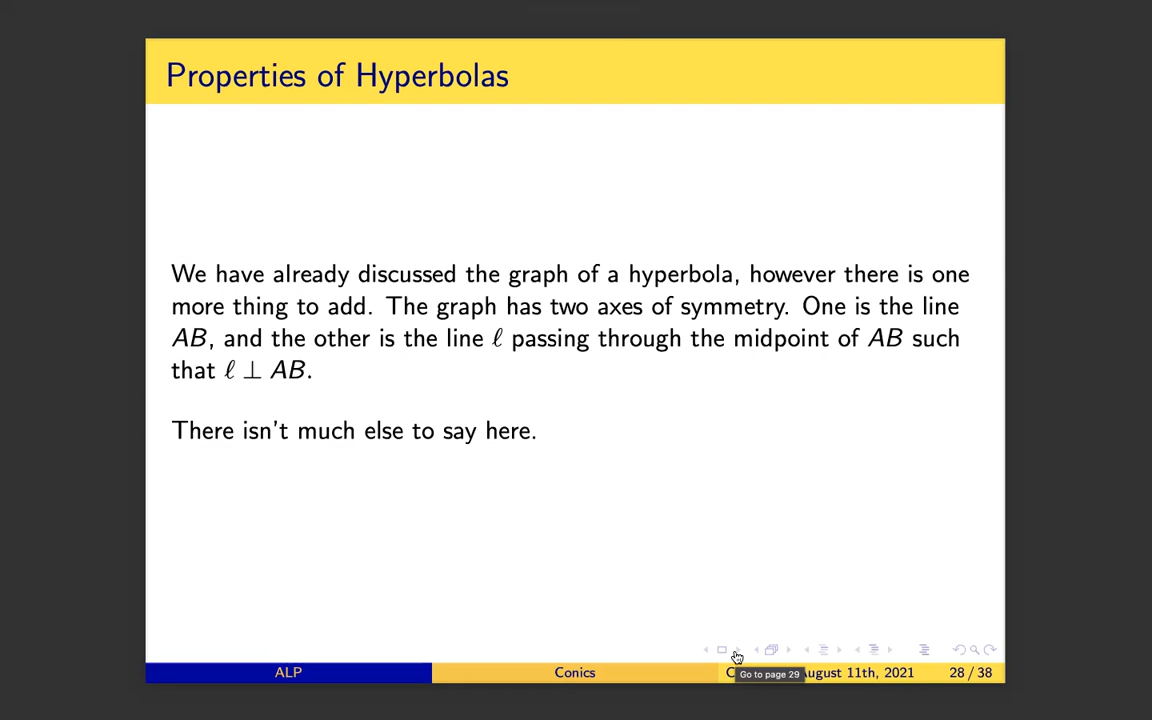 Properties of Hyperbolas
We have already discussed the graph of a hyperbola, however there is one
more thing to add. The graph has two axes of symmetry. One is the line
AB, and the other is the line ℓ passing through the midpoint of AB such
that ℓ ⊥ AB.
There isn't much else to say here.
Go to page 29
ALP
Conics
August 11th, 2021
28 / 38